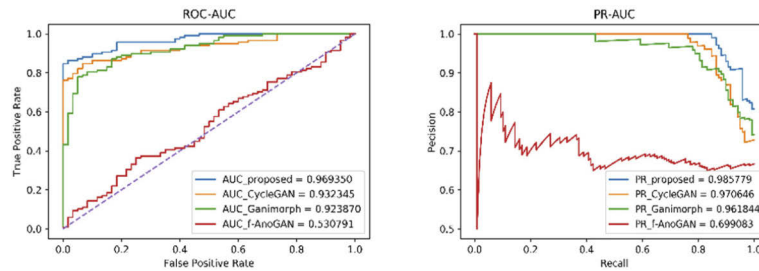 ROC-AUC
True Positive Rate
1.0
0.8
0.6
0.4
0.2
0.0
AUC_proposed = 0.969350
AUC_CycleGAN = 0.932345
AUC_Ganimorph = 0.923870
AUC_f-AnoGAN = 0.530791
0.0 0.2 0.4 0.6 0.8 1.0
False Positive Rate
PR-AUC
Pecision
1.0
0.9
0.8
0.7
0.6
0.5
PR_proposed = 0.985779
PR_CycleGAN = 0.970646
PR_Ganimorph = 0.961844
PR_f-AnoGAN = 0.699083
0.0 0.2 0.4 0.6 0.8 1.0
Recall